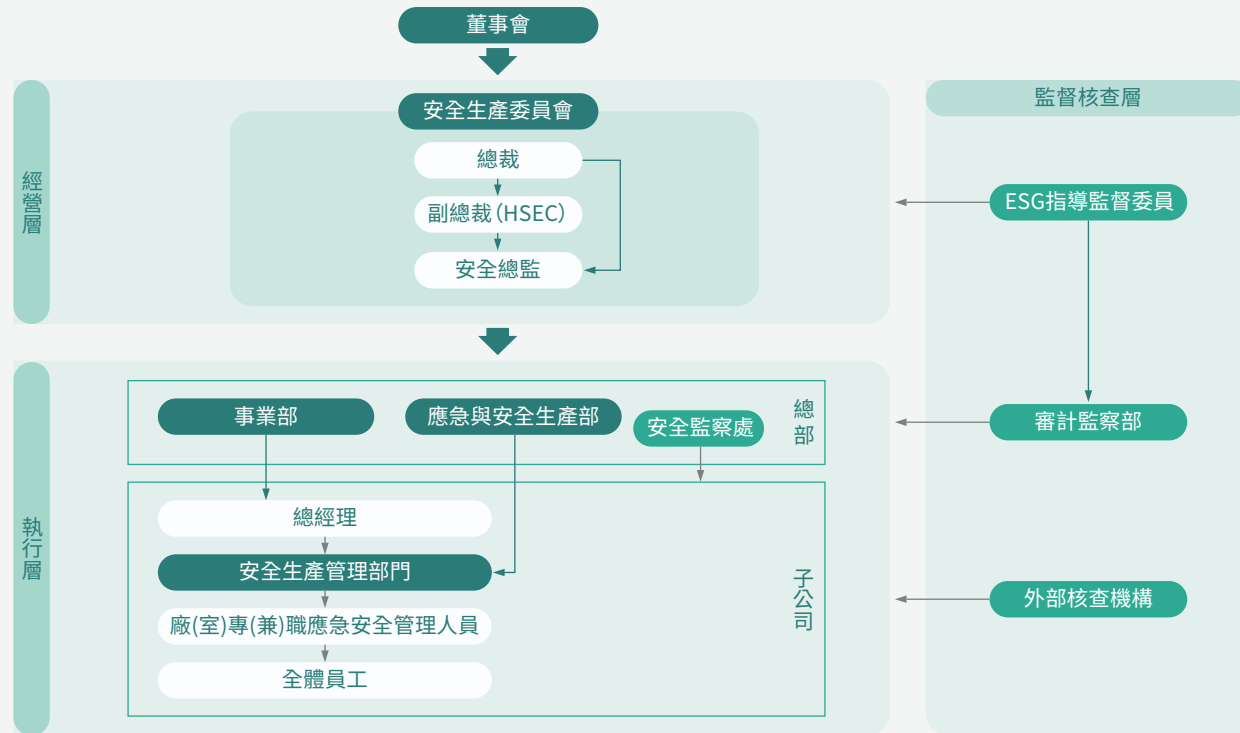 董事會
經營層
安全生產委員會
總裁
副總裁(HSEC)
安全總監
監督核查層
ESG指導監督委員
審計監察部
外部核查機構
執行層
總部
事業部
應急與安全生產部
安全監察處
子公司
總經理
安全生產管理部門
廠(室)專(兼)職應急安全管理人員
全體員工